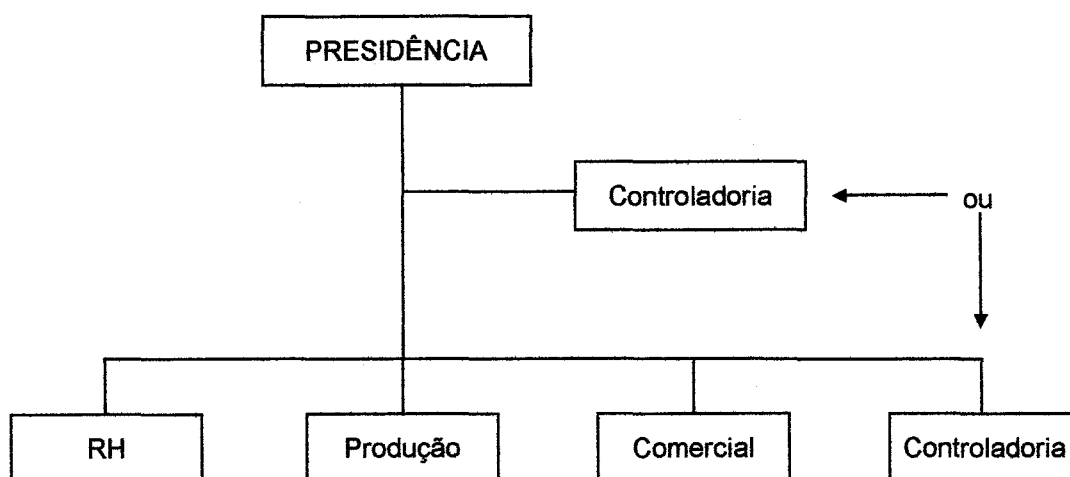 PRESIDÊNCIA
Controladoria
ou
RH
Produção
Comercial
Controladoria